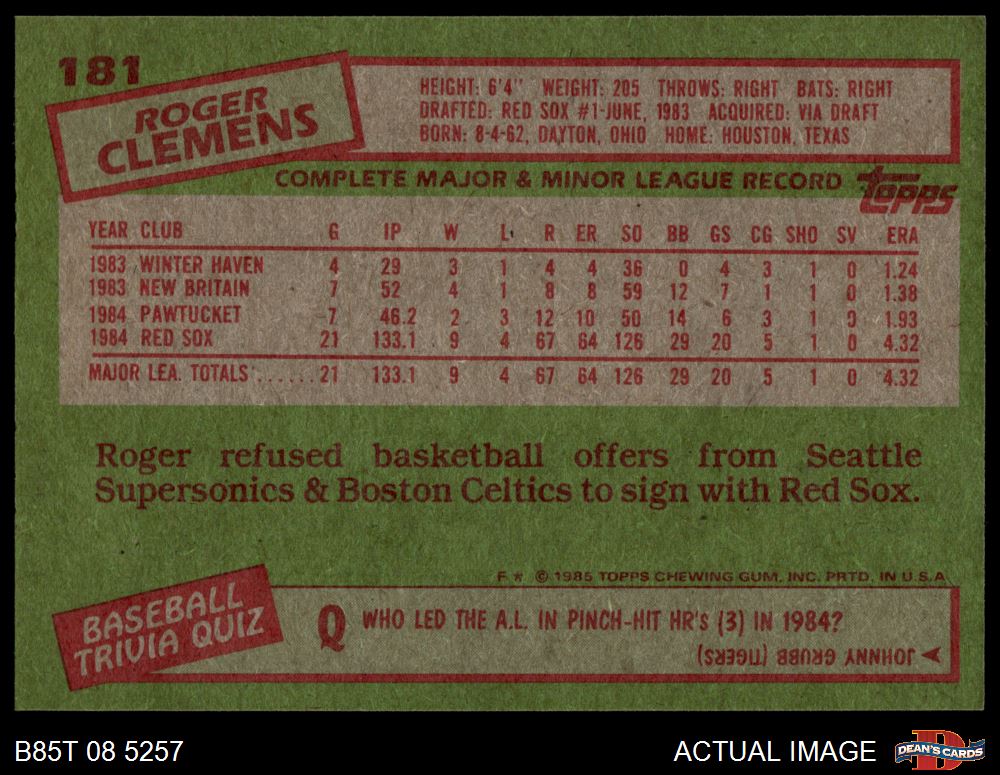 181
ROGER
CLEMENS
HEIGHT: 6'4" WEIGHT: 205 THROWS: RIGHT BATS: RIGHT
DRAFTED: RED SOX #1-JUNE, 1983 ACQUIRED: VIA DRAFT
BORN: 8-4-62, DAYTON, OHIO HOME: HOUSTON, TEXAS
COMPLETE MAJOR & MINOR LEAGUE RECORD topps
YEAR CLUB G IP W L R ER SO BB GS CG SHO SV ERA
1983 WINTER HAVEN 4 29 3 1 4 4 36 0 4 3 1 0 1.24
1983 NEW BRITAIN 7 52 4 1 8 8 59 12 7 1 1 0 1.38
1984 PAWTUCKET 7 46.2 2 3 12 10 50 14 6 3 1 0 1.93
1984 RED SOX 21 133.1 9 4 67 64 126 29 20 5 1 0 4.32
MAJOR LEA. TOTALS ...... 21 133.1 9 4 67 64 126 29 20 5 1 0 4.32
Roger refused basketball offers from Seattle
Supersonics & Boston Celtics to sign with Red Sox.
F * © 1985 TOPPS CHEWING GUM, INC. PRTD. IN U.S.A.
BASEBALL
TRIVIA QUIZ
Q WHO LED THE A.L. IN PINCH-HIT HR's (3) IN 1984?
JOHNNY GRUBB (TIGERS)
B85T 08 5257
ACTUAL IMAGE
DEAN'S CARDS